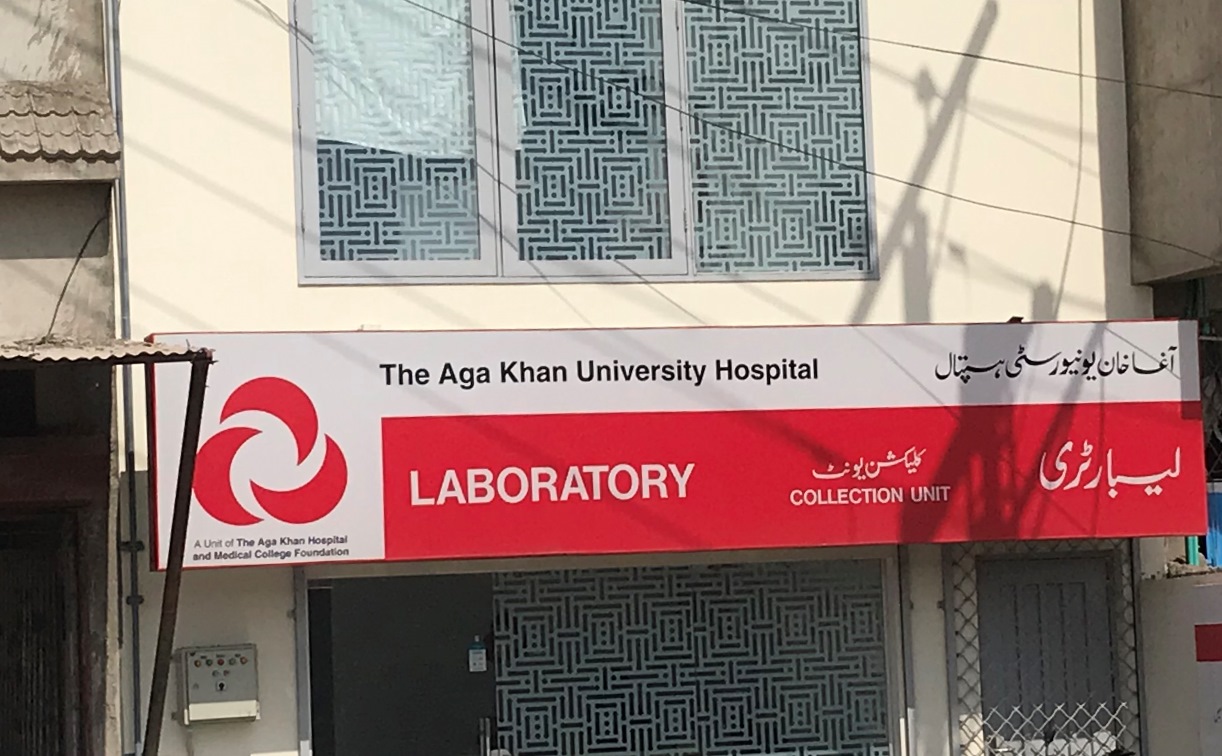 The Aga Khan University Hospital
آغا خان یونیورسٹی ہسپتال
LABORATORY
کلیکشن یونٹ
COLLECTION UNIT
لیبارٹری
A Unit of The Aga Khan Hospital
and Medical College Foundation